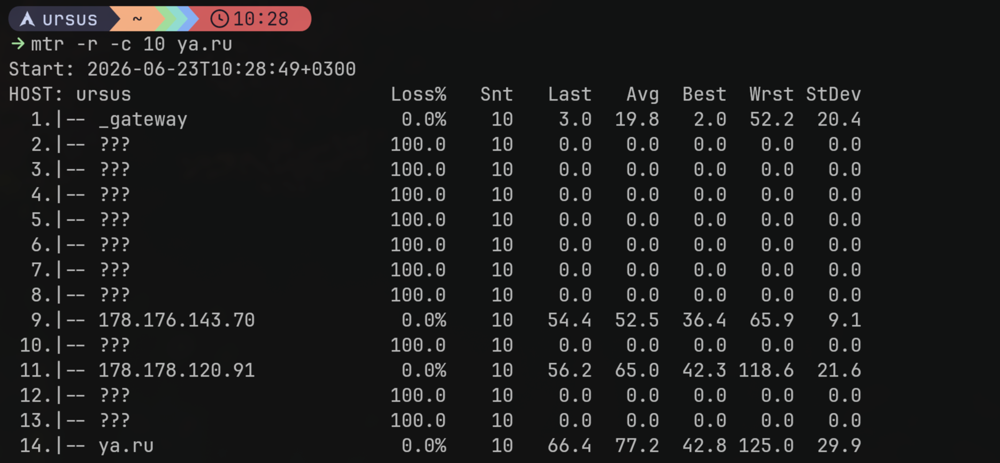 ursus ~ 10:28
→ mtr -r -c 10 ya.ru
Start: 2026-06-23T10:28:49+0300
HOST: ursus Loss% Snt Last Avg Best Wrst StDev
1.|-- _gateway 0.0% 10 3.0 19.8 2.0 52.2 20.4
2.|-- ??? 100.0 10 0.0 0.0 0.0 0.0 0.0
3.|-- ??? 100.0 10 0.0 0.0 0.0 0.0 0.0
4.|-- ??? 100.0 10 0.0 0.0 0.0 0.0 0.0
5.|-- ??? 100.0 10 0.0 0.0 0.0 0.0 0.0
6.|-- ??? 100.0 10 0.0 0.0 0.0 0.0 0.0
7.|-- ??? 100.0 10 0.0 0.0 0.0 0.0 0.0
8.|-- ??? 100.0 10 0.0 0.0 0.0 0.0 0.0
9.|-- 178.176.143.70 0.0% 10 54.4 52.5 36.4 65.9 9.1
10.|-- ??? 100.0 10 0.0 0.0 0.0 0.0 0.0
11.|-- 178.178.120.91 0.0% 10 56.2 65.0 42.3 118.6 21.6
12.|-- ??? 100.0 10 0.0 0.0 0.0 0.0 0.0
13.|-- ??? 100.0 10 0.0 0.0 0.0 0.0 0.0
14.|-- ya.ru 0.0% 10 66.4 77.2 42.8 125.0 29.9